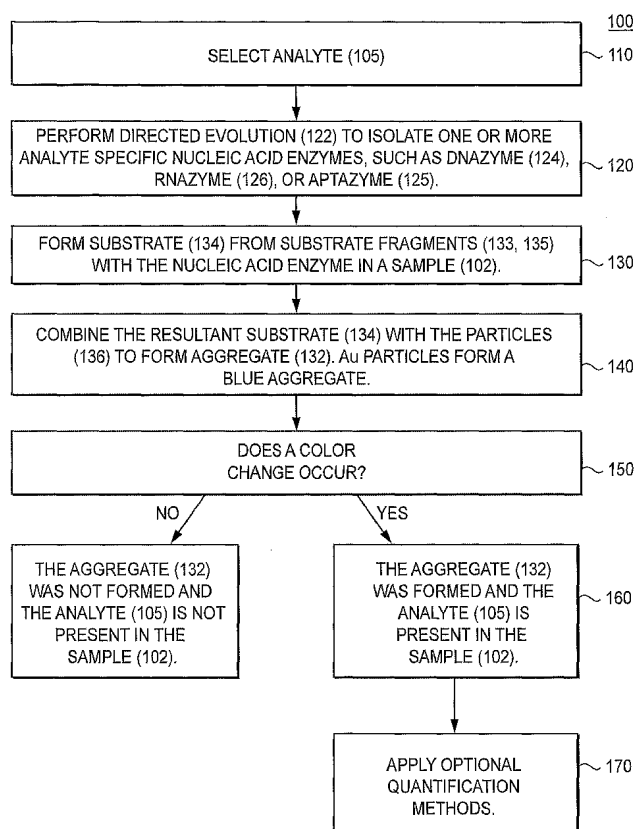 100
SELECT ANALYTE (105)
110
PERFORM DIRECTED EVOLUTION (122) TO ISOLATE ONE OR MORE
ANALYTE SPECIFIC NUCLEIC ACID ENZYMES, SUCH AS DNAZYME (124),
RNAZYME (126), OR APTAZYME (125).
120
FORM SUBSTRATE (134) FROM SUBSTRATE FRAGMENTS (133, 135)
WITH THE NUCLEIC ACID ENZYME IN A SAMPLE (102).
130
COMBINE THE RESULTANT SUBSTRATE (134) WITH THE PARTICLES
(136) TO FORM AGGREGATE (132). Au PARTICLES FORM A
BLUE AGGREGATE.
140
DOES A COLOR
CHANGE OCCUR?
150
NO
YES
THE AGGREGATE (132)
WAS NOT FORMED AND
THE ANALYTE (105) IS NOT
PRESENT IN THE
SAMPLE (102).
THE AGGREGATE (132)
WAS FORMED AND THE
ANALYTE (105) IS
PRESENT IN THE
SAMPLE (102).
160
APPLY OPTIONAL
QUANTIFICATION
METHODS.
170